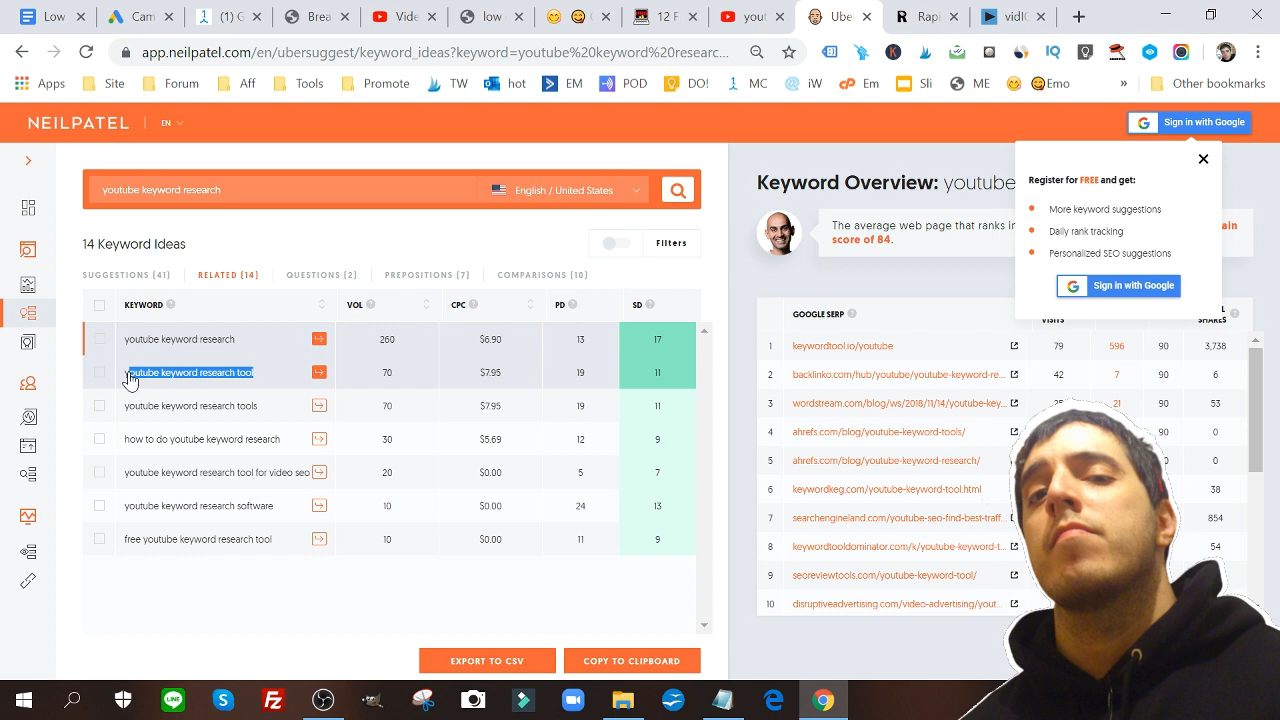 Low
Cam
(1) G
Brea
Vide
low
C
12 F
yout
Ube
Rapi
vidIC
app.neilpatel.com/en/ubersuggest/keyword_ideas?keyword=youtube%20keyword%20researc...
Apps
Site
Forum
Aff
Tools
Promote
TW
hot
EM
POD
DO!
MC
iW
Em
Sli
ME
Emo
»
Other bookmarks
NEILPATEL
EN
Sign in with Google
youtube keyword research
English / United States
Keyword Overview: youtube
Register for FREE and get:
More keyword suggestions
Daily rank tracking
Personalized SEO suggestions
Sign in with Google
The average web page that ranks in
ain
score of 84.
14 Keyword Ideas
Filters
SUGGESTIONS (41)
RELATED (14)
QUESTIONS (2)
PREPOSITIONS (7)
COMPARISONS (10)
KEYWORD
VOL
CPC
PD
SD
youtube keyword research 260 $6.90 13 17
youtube keyword research tool 70 $7.95 19 11
youtube keyword research tools 70 $7.95 19 11
how to do youtube keyword research 30 $5.69 12 9
youtube keyword research tool for video seo 20 $0.00 5 7
youtube keyword research software 10 $0.00 24 13
free youtube keyword research tool 10 $0.00 11 9
EXPORT TO CSV
COPY TO CLIPBOARD
GOOGLE SERP
VISITS
SHARES
1 keywordtool.io/youtube 79 596 90 3,738
2 backlinko.com/hub/youtube/youtube-keyword-re... 42 7 90 6
3 wordstream.com/blog/ws/2018/11/14/youtube-key... 21 90 53
4 ahrefs.com/blog/youtube-keyword-tools/ 0
5 ahrefs.com/blog/youtube-keyword-research/ 0
6 keywordkeg.com/youtube-keyword-tool.html 38
7 searchengineland.com/youtube-seo-find-best-traff... 854
8 keywordtooldominator.com/k/youtube-keyword-t... 54
9 seoreviewtools.com/youtube-keyword-tool/
10 disruptiveadvertising.com/video-advertising/yout...